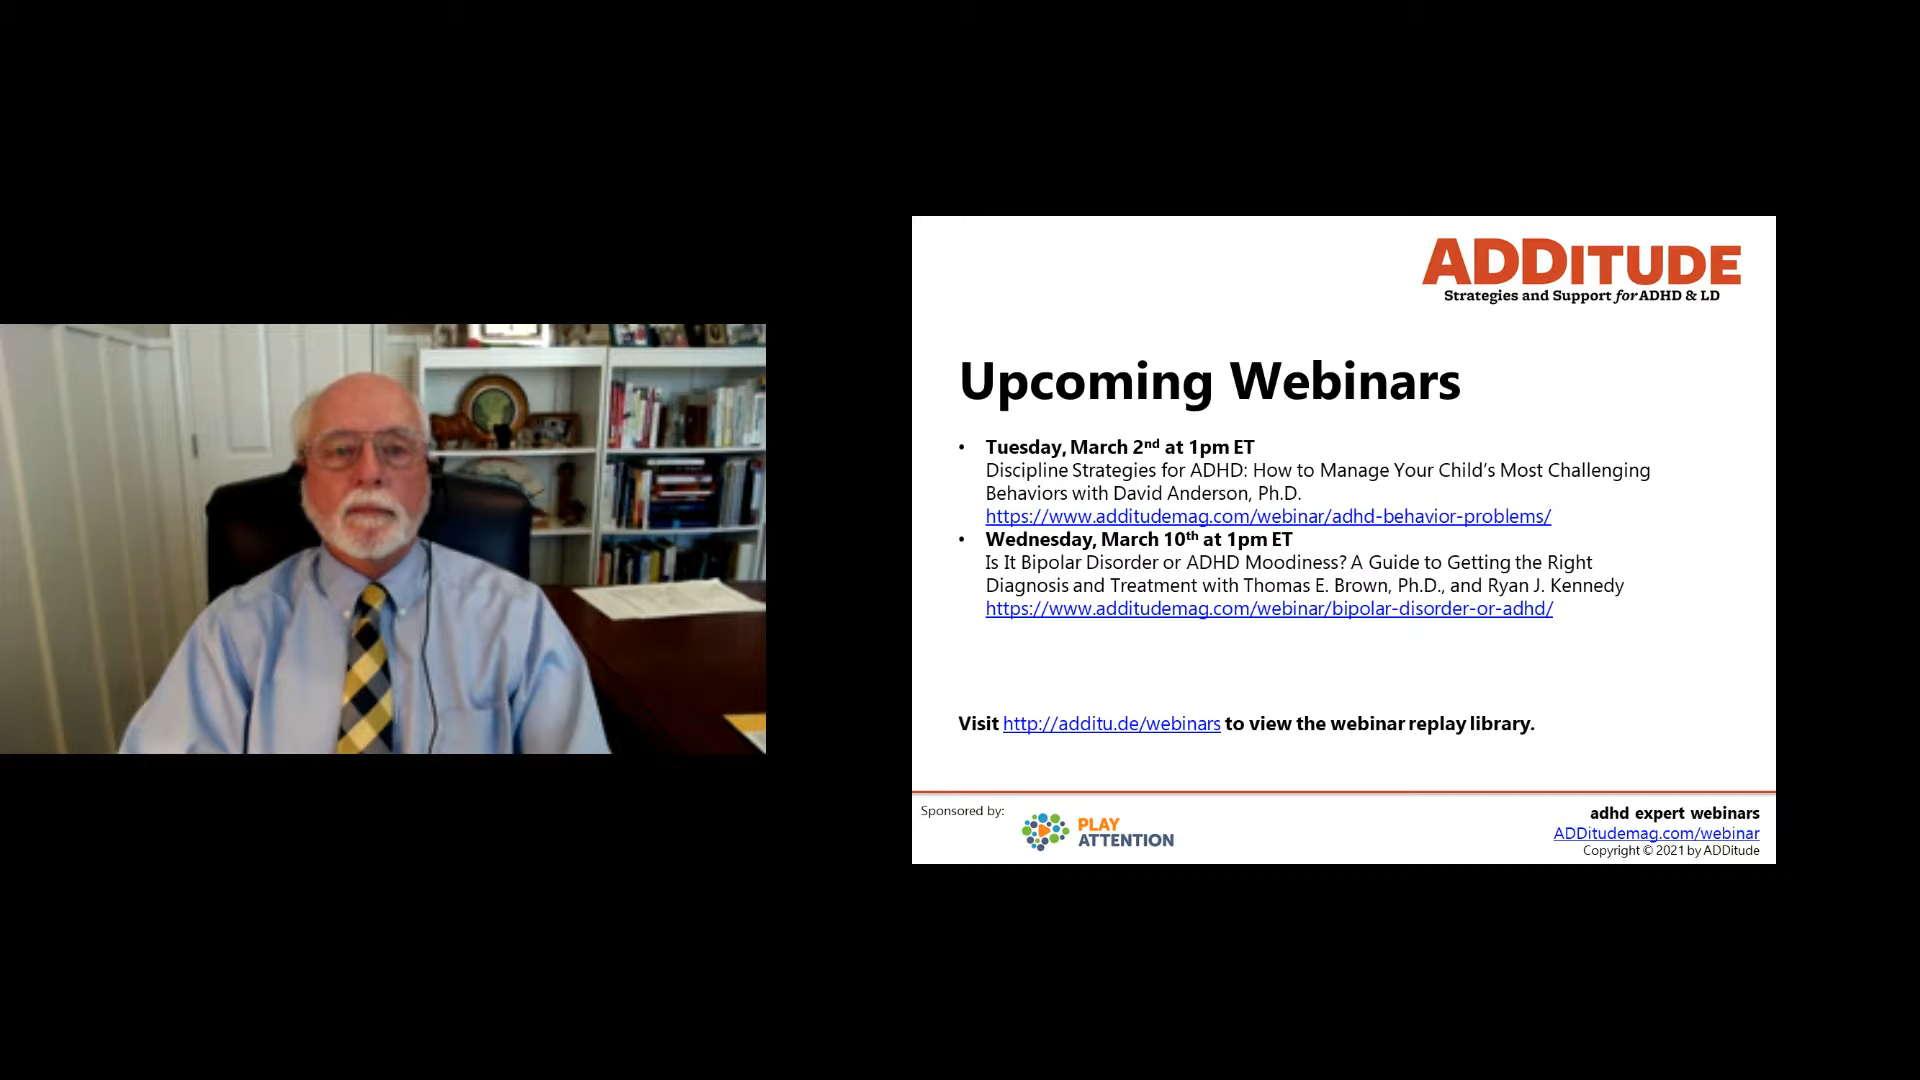 ADDITUDE
Strategies and Support for ADHD & LD
Upcoming Webinars
• Tuesday, March 2nd at 1pm ET
Discipline Strategies for ADHD: How to Manage Your Child's Most Challenging
Behaviors with David Anderson, Ph.D.
https://www.additudemag.com/webinar/adhd-behavior-problems/
• Wednesday, March 10th at 1pm ET
Is It Bipolar Disorder or ADHD Moodiness? A Guide to Getting the Right
Diagnosis and Treatment with Thomas E. Brown, Ph.D., and Ryan J. Kennedy
https://www.additudemag.com/webinar/bipolar-disorder-or-adhd/
Visit http://additu.de/webinars to view the webinar replay library.
Sponsored by:
PLAY
ATTENTION
adhd expert webinars
ADDitudemag.com/webinar
Copyright © 2021 by ADDitude